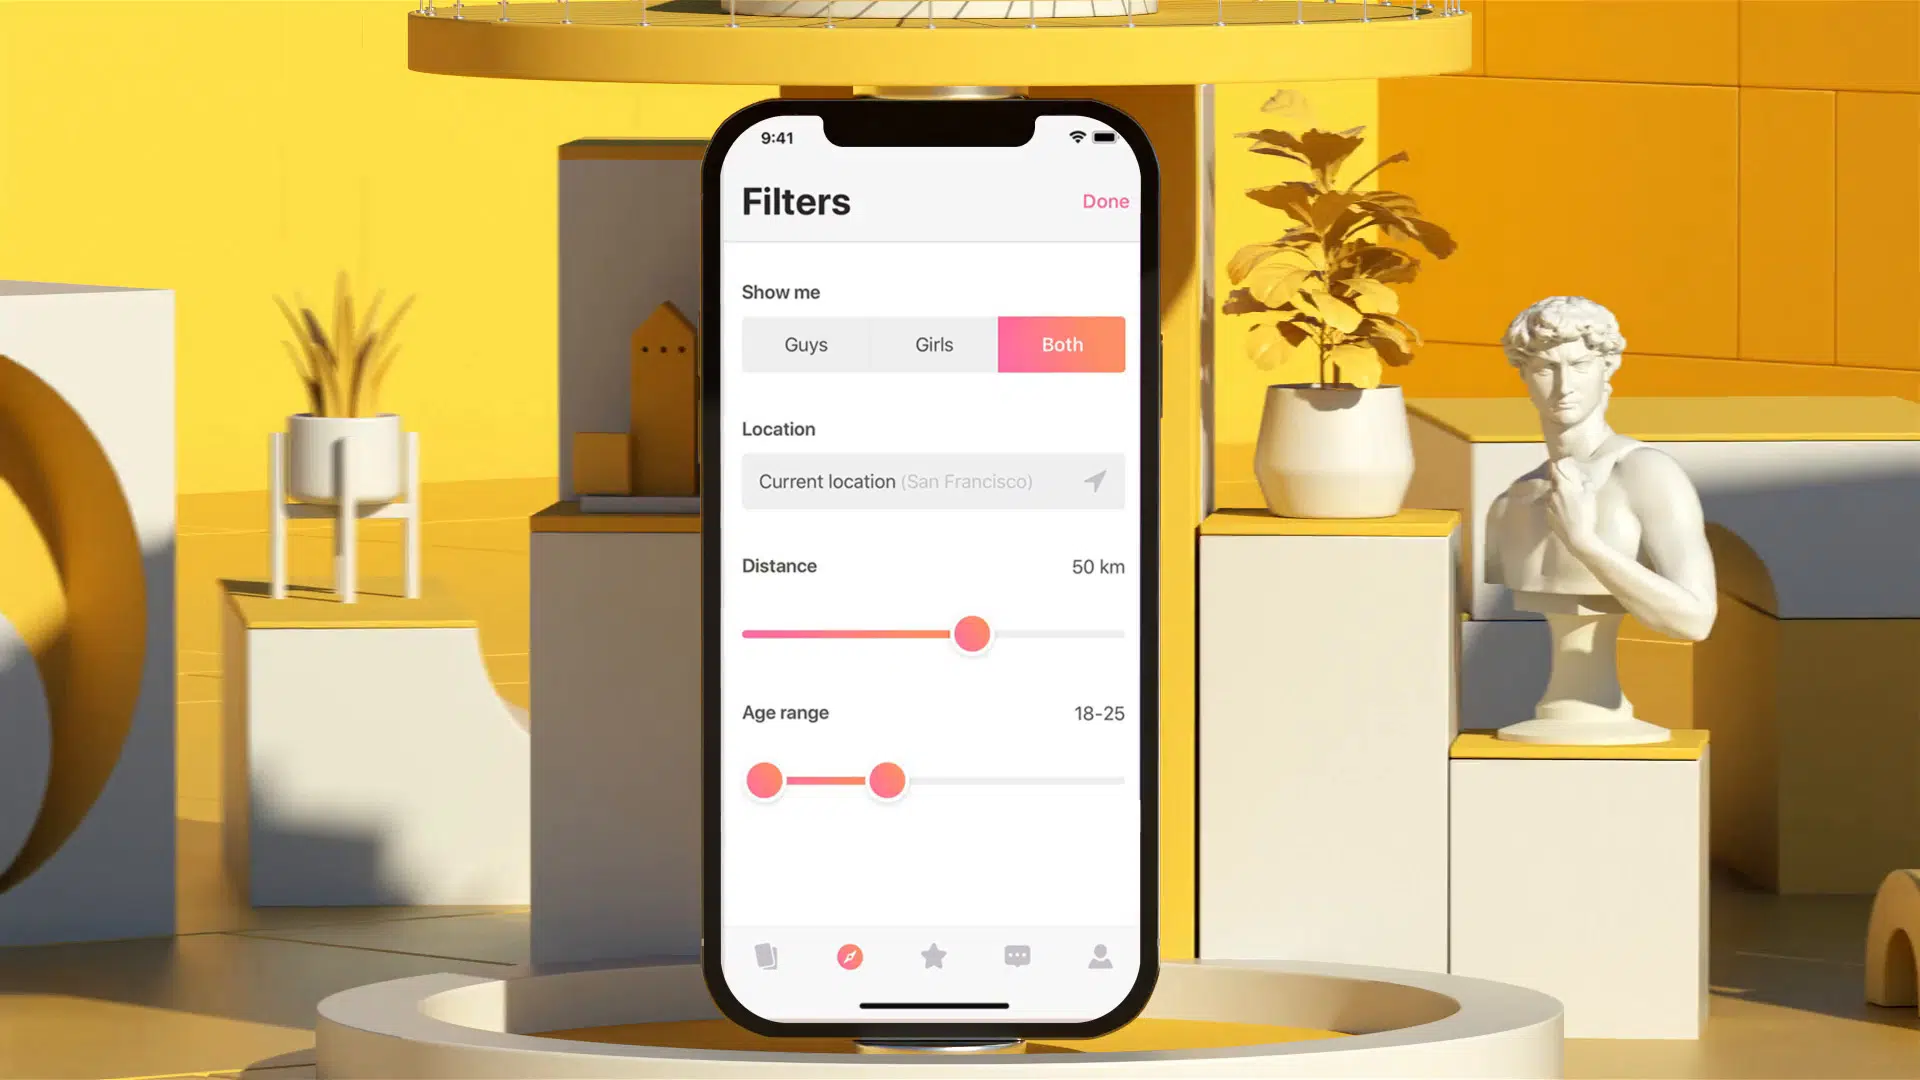 9:41
Filters
Done
Show me
Guys
Girls
Both
Location
Current location (San Francisco)
Distance
50 km
Age range
18-25